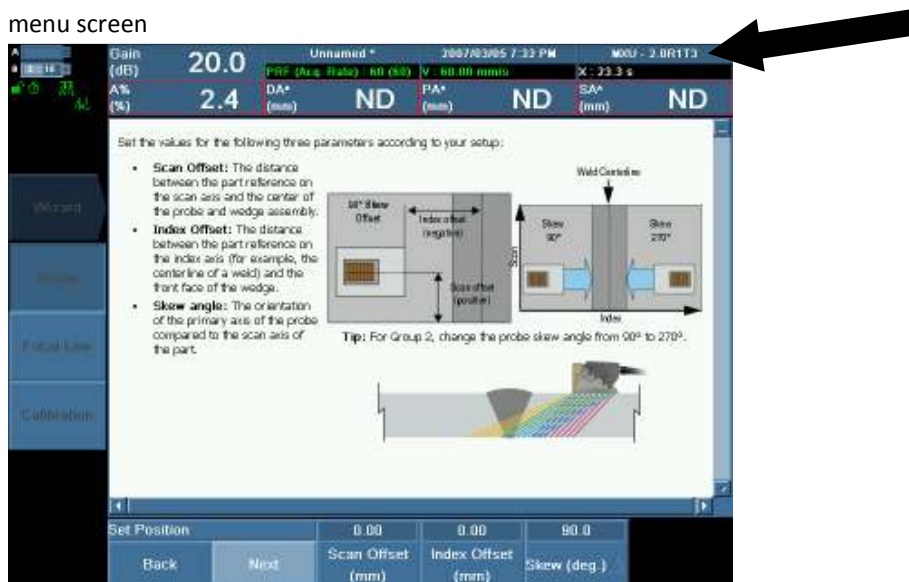 menu screen
A
Gain
(dB)
20.0
Unnamed *
2007/03/05 7:33 PM
MXU - 2.0R1T3
PRF (Acq. Rate) : 60 (60)
V : 60.00 mm/s
X : 23.3 s
A%
(%)
2.4
DA^
(mm)
ND
PA^
(mm)
ND
SA^
(mm)
ND
Set the values for the following three parameters according to your setup:
• Scan Offset: The distance
between the part reference on
the scan axis and the center of
the probe and wedge assembly.
• Index Offset: The distance
between the part reference on
the index axis (for example, the
centerline of a weld) and the
front face of the wedge.
• Skew angle: The orientation
of the primary axis of the probe
compared to the scan axis of
the part.
90° Skew
Offset
Index offset
(negative)
Scan offset
(positive)
Weld Centerline
Skew
90°
Skew
270°
Scan
Index
Tip: For Group 2, change the probe skew angle from 90º to 270º.
Wizard
Focal Law
Calibration
Set Position
0.00
0.00
90.0
Back
Next
Scan Offset
(mm)
Index Offset
(mm)
Skew (deg.)